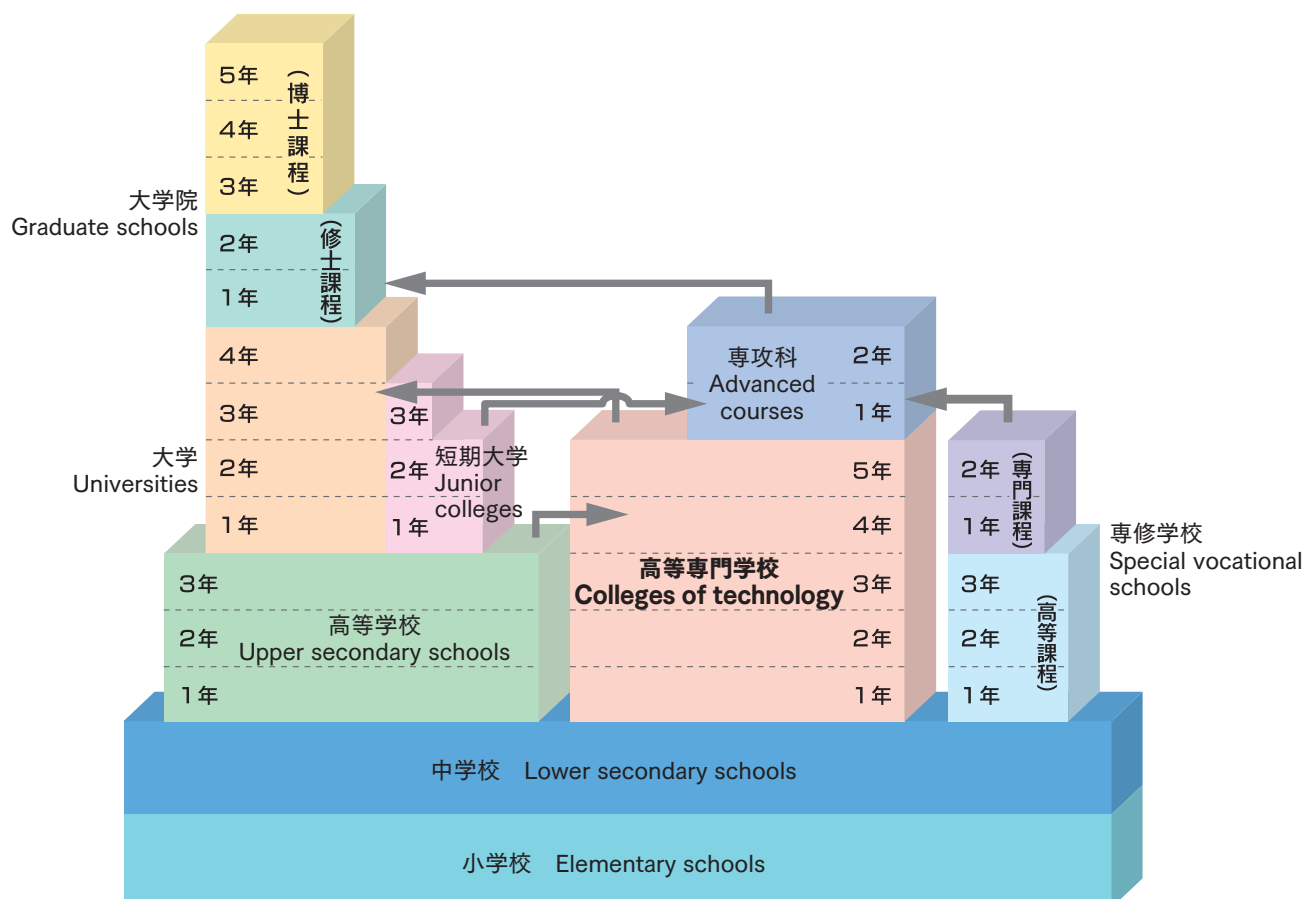 5年
4年
3年
(博士課程)
大学院
Graduate schools
2年
1年
(修士課程)
4年
3年
2年
1年
大学
Universities
3年
2年
1年
短期大学
Junior
colleges
専攻科
Advanced
courses
2年
1年
5年
4年
3年
2年
1年
高等専門学校
Colleges of technology
2年
1年
(専門課程)
専修学校
Special vocational
schools
3年
2年
1年
(高等課程)
3年
2年
1年
高等学校
Upper secondary schools
中学校 Lower secondary schools
小学校 Elementary schools